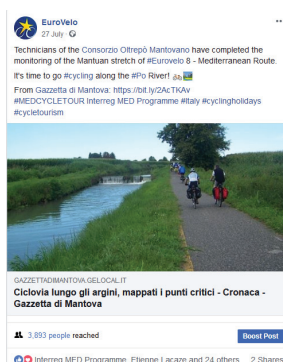 EuroVelo
27 July ·
Technicians of the Consorzio Oltrepò Mantovano have completed the
monitoring of the Mantuan stretch of #Eurovelo 8 - Mediterranean Route.
It's time to go #cycling along the #Po River!
From Gazzetta di Mantova: https://bit.ly/2AcTKAv
#MEDCYCLETOUR Interreg MED Programme #Italy #cyclingholidays
#cycletourism
GAZZETTADIMANTOVA.GELOCAL.IT
Ciclovia lungo gli argini, mappati i punti critici - Cronaca -
Gazzetta di Mantova
3,893 people reached
Boost Post
Interreg MED Programme, Etienne Lacaze and 24 others
2 Shares